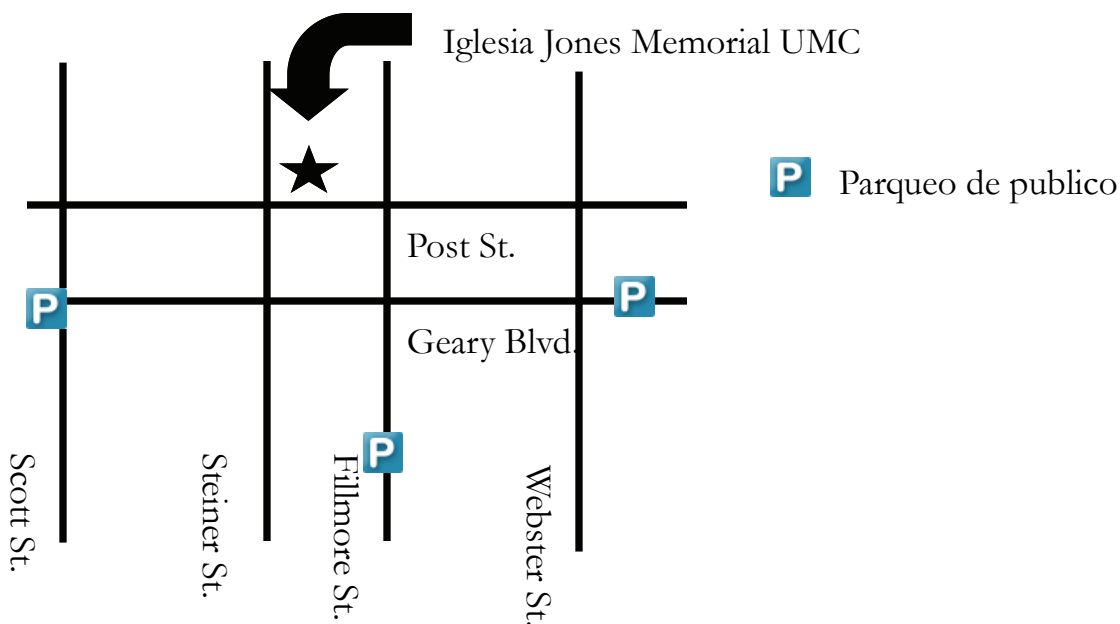 Iglesia Jones Memorial UMC
P Parqueo de publico
Post St.
P
P
Geary Blvd.
P
Scott St.
Steiner St.
Fillmore St.
Webster St.